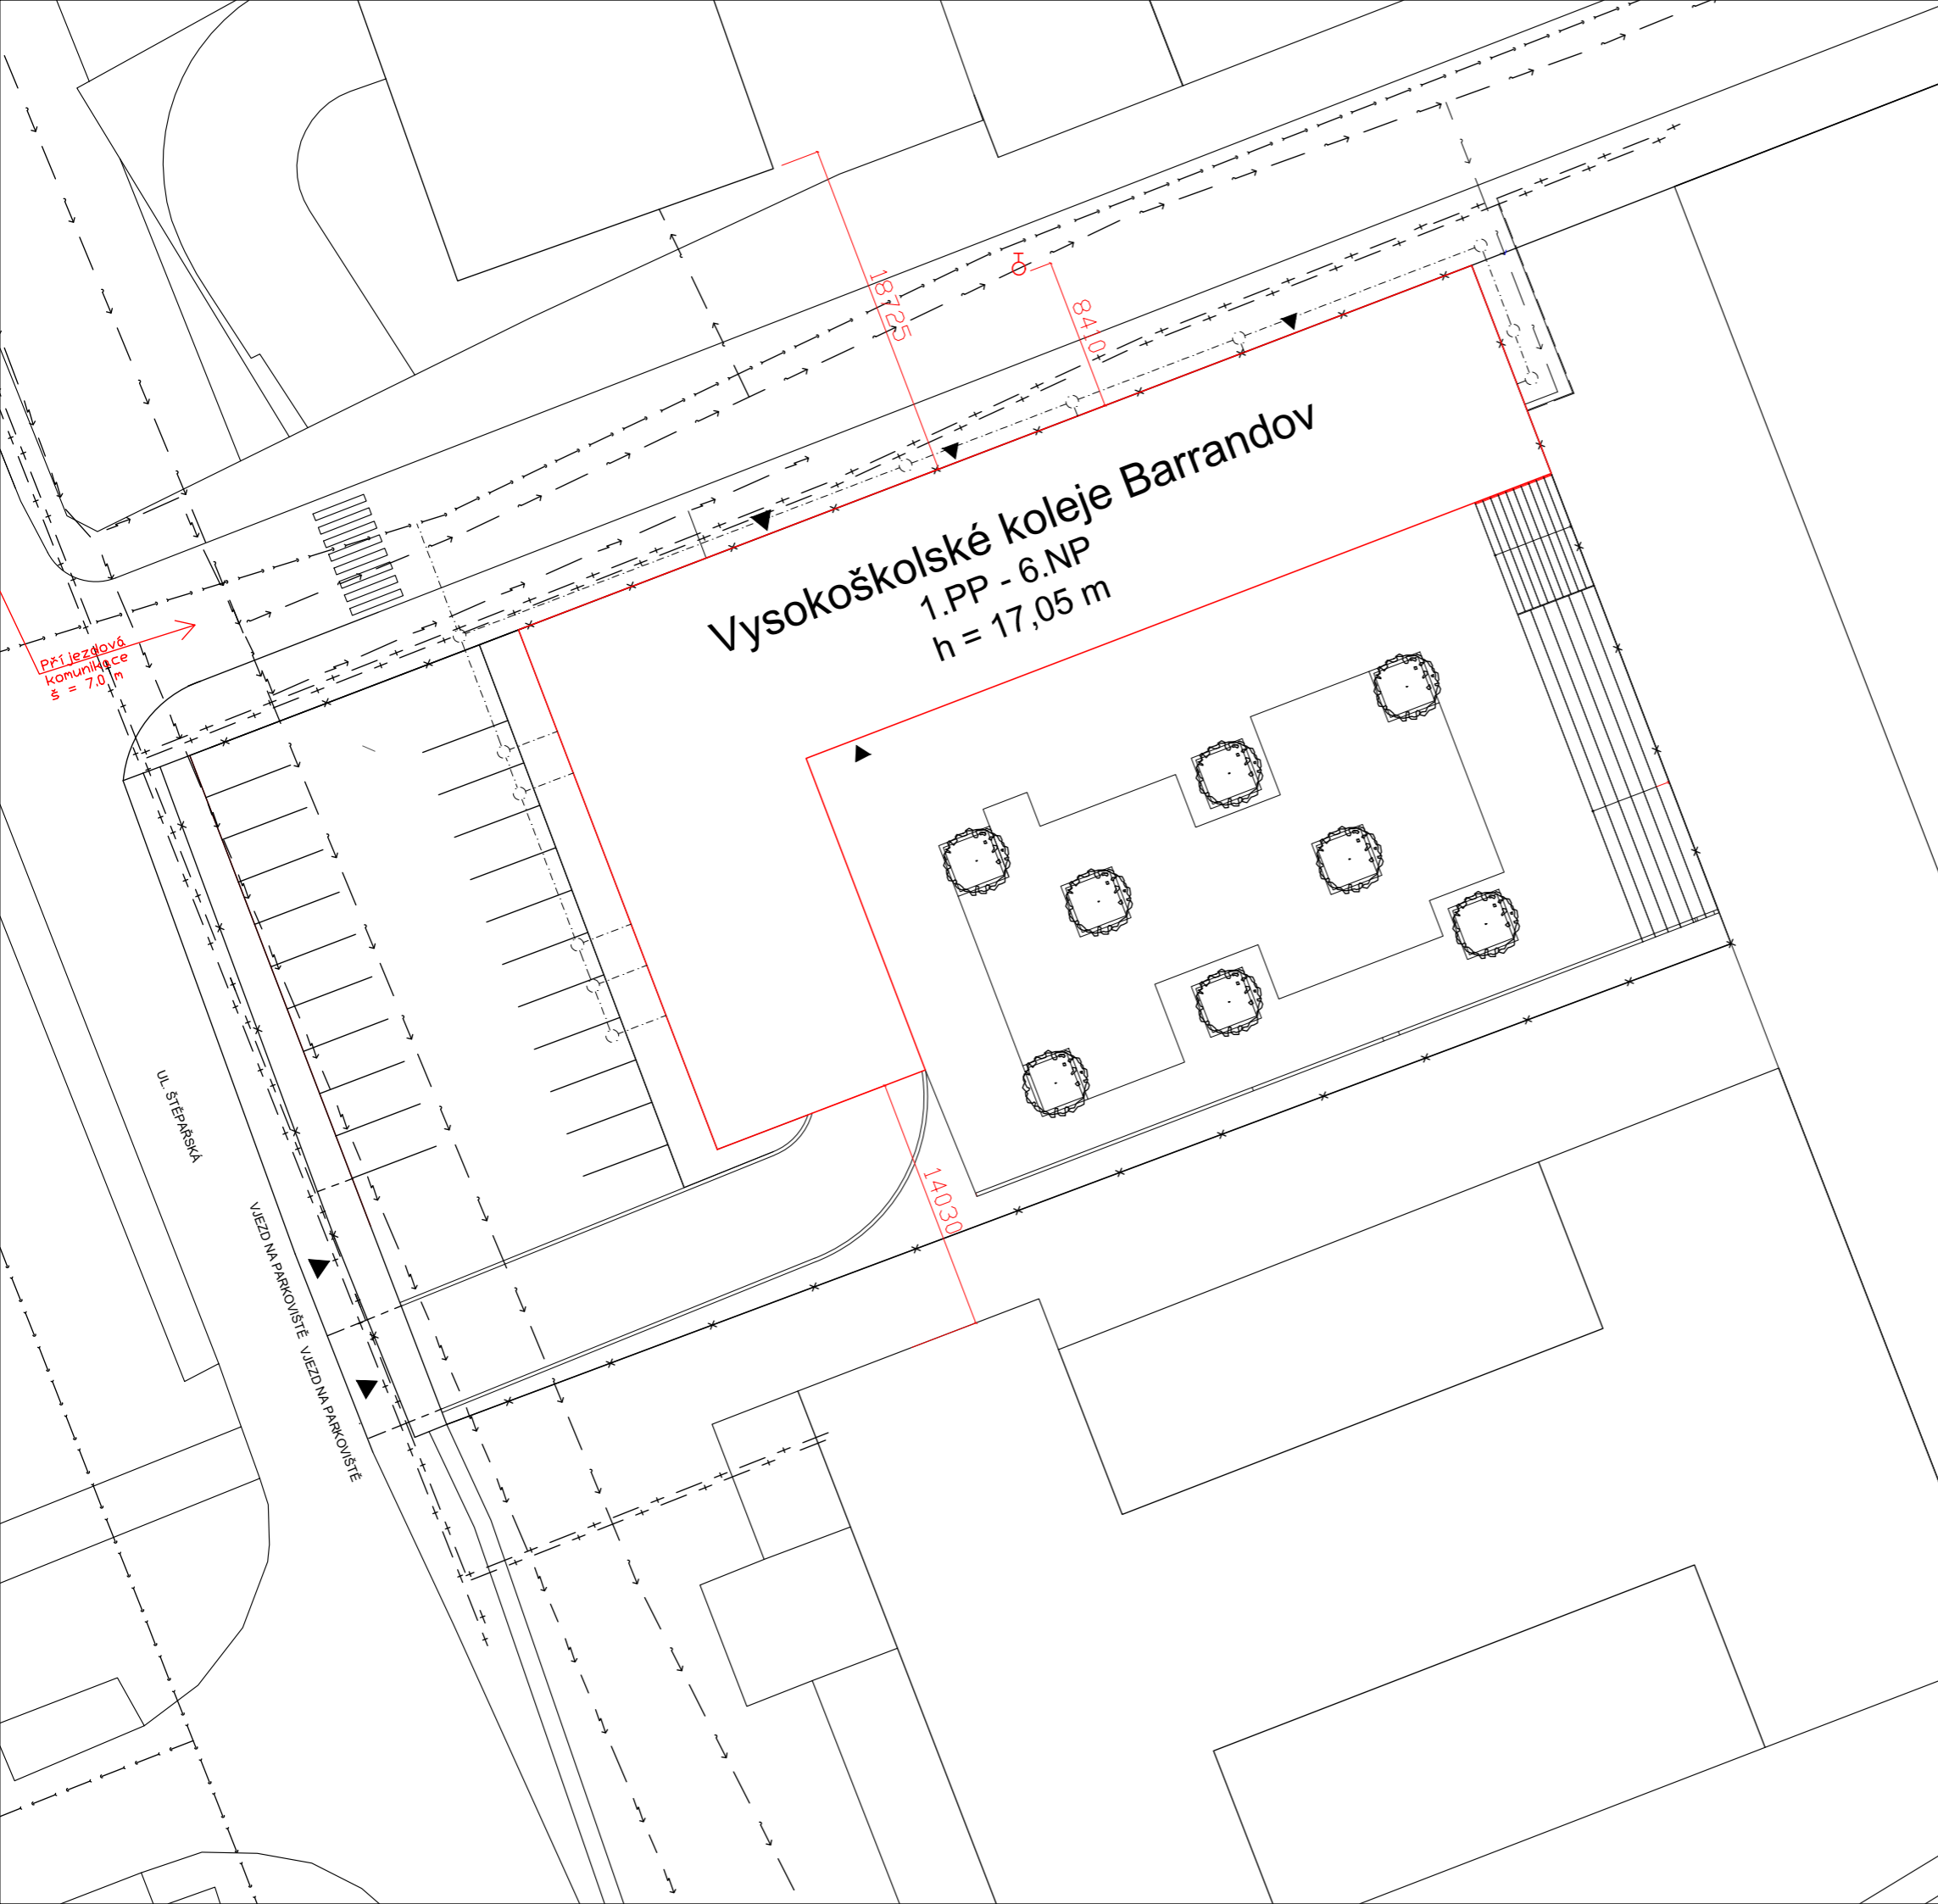 18725
8410
Vysokoškolské koleje Barrandov
1.PP - 6.NP
h = 17,05 m
Příjezdová
komunikace
š = 7.0 m
UL. ŠTĚPAŘSKÁ
14030
VJEZD NA PARKOVIŠTĚ
VJEZD NA PARKOVIŠTĚ